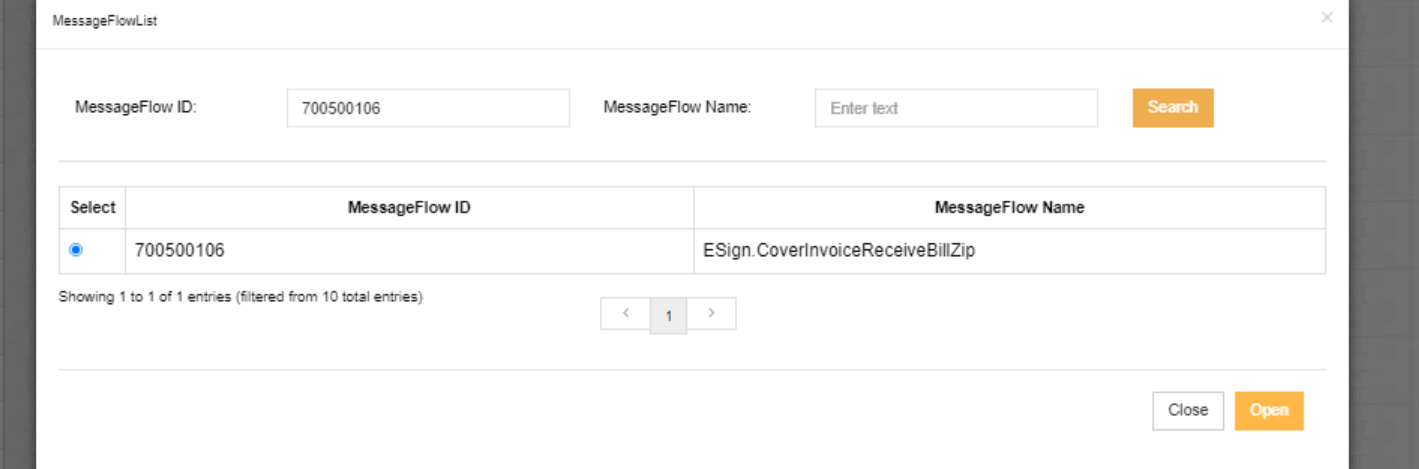 MessageFlowList ×
MessageFlow ID: 700500106 MessageFlow Name: Enter text Search
Select MessageFlow ID MessageFlow Name
700500106 ESign.CoverInvoiceReceiveBillZip
Showing 1 to 1 of 1 entries (filtered from 10 total entries)
< 1 >
Close Open